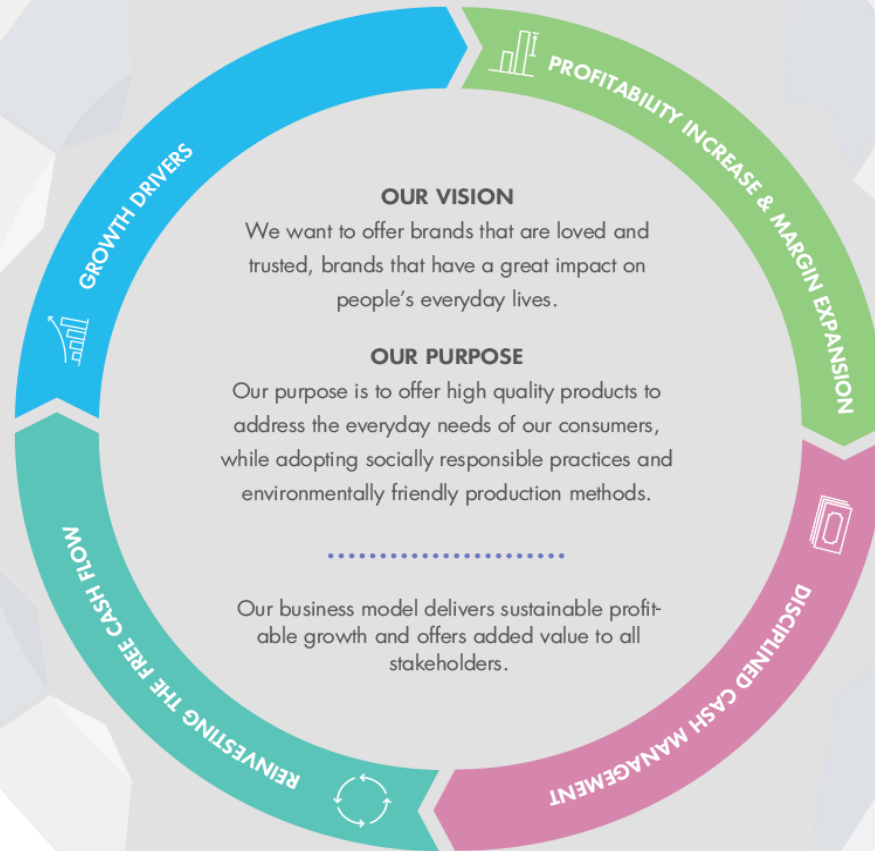 GROWTH DRIVERS
PROFITABILITY INCREASE & MARGIN EXPANSION
OUR VISION
We want to offer brands that are loved and
trusted, brands that have a great impact on
people’s everyday lives.
OUR PURPOSE
Our purpose is to offer high quality products to
address the everyday needs of our consumers,
while adopting socially responsible practices and
environmentally friendly production methods.
Our business model delivers sustainable profit-
able growth and offers added value to all
stakeholders.
DISCIPLINED CASH MANAGEMENT
REINVESTING THE FREE CASH FLOW